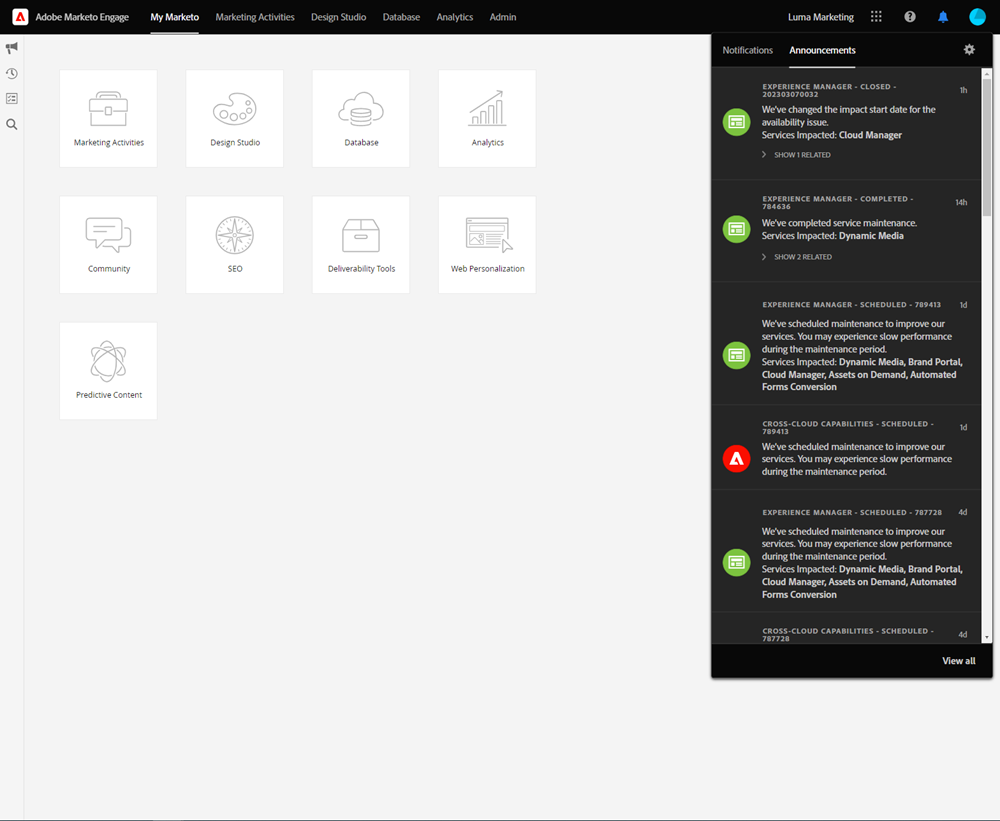 Adobe Marketo Engage My Marketo Marketing Activities Design Studio Database Analytics Admin Luma Marketing
Marketing Activities
Design Studio
Database
Analytics
Community
SEO
Deliverability Tools
Web Personalization
Predictive Content
Notifications Announcements
EXPERIENCE MANAGER - CLOSED -
202303070032
1h
We've changed the impact start date for the
availability issue.
Services Impacted: Cloud Manager
SHOW 1 RELATED
EXPERIENCE MANAGER - COMPLETED -
784636
14h
We've completed service maintenance.
Services Impacted: Dynamic Media
SHOW 2 RELATED
EXPERIENCE MANAGER - SCHEDULED - 789413 1d
We've scheduled maintenance to improve our
services. You may experience slow performance
during the maintenance period.
Services Impacted: Dynamic Media, Brand Portal,
Cloud Manager, Assets on Demand, Automated
Forms Conversion
CROSS-CLOUD CAPABILITIES - SCHEDULED -
789413
1d
We've scheduled maintenance to improve our
services. You may experience slow performance
during the maintenance period.
EXPERIENCE MANAGER - SCHEDULED - 787728 4d
We've scheduled maintenance to improve our
services. You may experience slow performance
during the maintenance period.
Services Impacted: Dynamic Media, Brand Portal,
Cloud Manager, Assets on Demand, Automated
Forms Conversion
CROSS-CLOUD CAPABILITIES - SCHEDULED -
787728
4d
View all